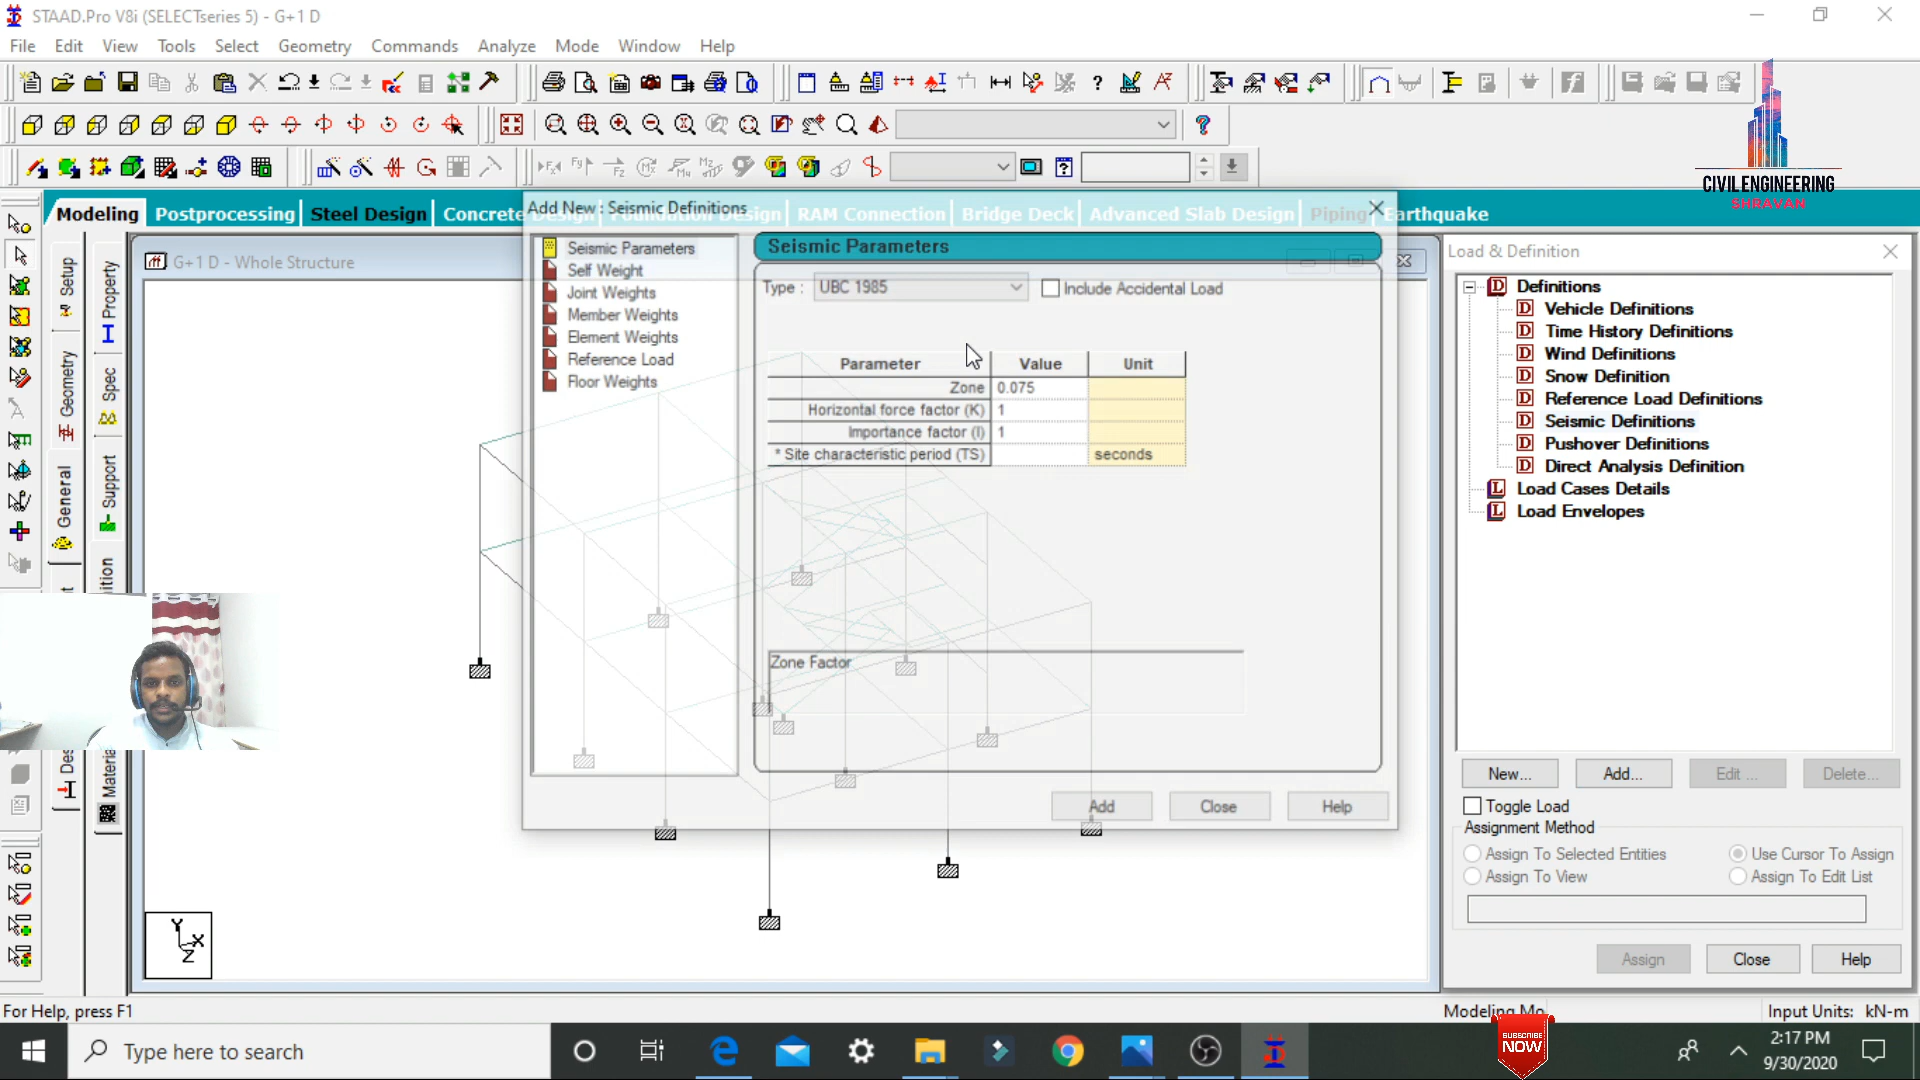 STAAD.Pro V8i (SELECTseries 5) - G+1 D
File Edit View Tools Select Geometry Commands Analyze Mode Window Help
CIVIL ENGINEERING
SHRAVAN
Modeling Postprocessing Steel Design Concrete Design Foundation Design RAM Connection Bridge Deck Advanced Slab Design Piping Earthquake
Add New : Seismic Definitions
G+1 D - Whole Structure
Setup
Geometry
General
Property
Spec
Support
Seismic Parameters
Self Weight
Joint Weights
Member Weights
Element Weights
Reference Load
Floor Weights
Seismic Parameters
Type : UBC 1985 Include Accidental Load
Parameter Value Unit
Zone 0.075
Horizontal force factor (K) 1
Importance factor (I) 1
* Site characteristic period (TS) seconds
Zone Factor
Add Close Help
Load & Definition
Definitions
Vehicle Definitions
Time History Definitions
Wind Definitions
Snow Definition
Reference Load Definitions
Seismic Definitions
Pushover Definitions
Direct Analysis Definition
Load Cases Details
Load Envelopes
New... Add... Edit ... Delete...
Toggle Load
Assignment Method
Assign To Selected Entities Use Cursor To Assign
Assign To View Assign To Edit List
Assign Close Help
Y
X
Z
For Help, press F1
Modeling Mo
Input Units: kN-m
SUBSCRIBE
NOW
Type here to search
2:17 PM
9/30/2020